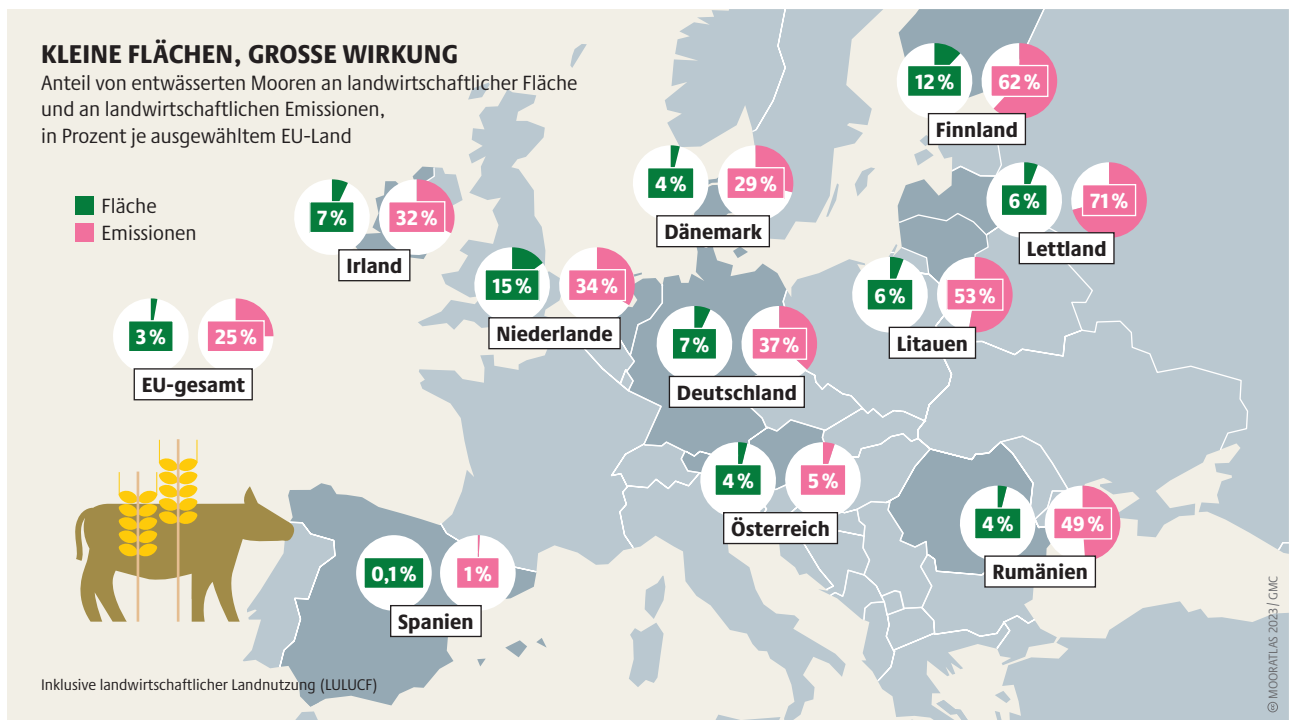 KLEINE FLÄCHEN, GROSSE WIRKUNG
Anteil von entwässerten Mooren an landwirtschaftlicher Fläche
und an landwirtschaftlichen Emissionen,
in Prozent je ausgewähltem EU-Land
Fläche
Emissionen
12 %
62 %
Finnland
4 %
29 %
Dänemark
6 %
71 %
Lettland
7 %
32 %
Irland
15 %
34 %
Niederlande
6 %
53 %
Litauen
3 %
25 %
EU-gesamt
7 %
37 %
Deutschland
4 %
5 %
Österreich
4 %
49 %
Rumänien
0,1 %
1 %
Spanien
Inklusive landwirtschaftlicher Landnutzung (LULUCF)
MOORATLAS 2023 / GMC